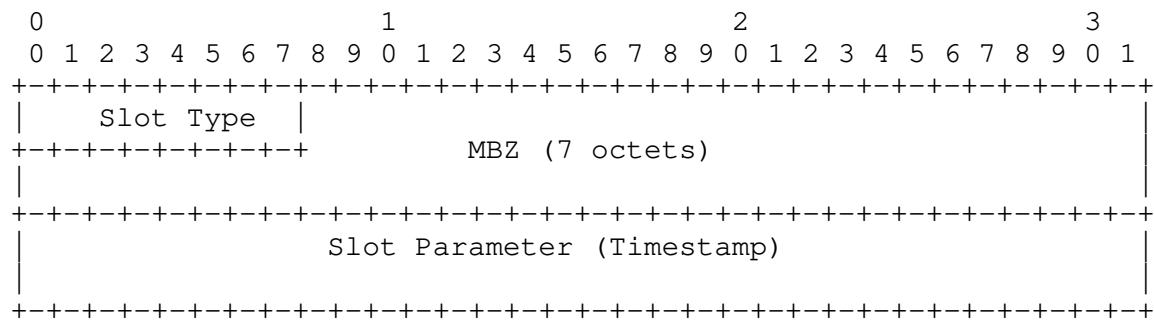 0                   1                   2                   3
0 1 2 3 4 5 6 7 8 9 0 1 2 3 4 5 6 7 8 9 0 1 2 3 4 5 6 7 8 9 0 1
+-+-+-+-+-+-+-+-+-+-+-+-+-+-+-+-+-+-+-+-+-+-+-+-+-+-+-+-+-+-+-+-+
|    Slot Type  |                                               |
+-+-+-+-+-+-+-+-+         MBZ (7 octets)                        |
|                                                               |
+-+-+-+-+-+-+-+-+-+-+-+-+-+-+-+-+-+-+-+-+-+-+-+-+-+-+-+-+-+-+-+-+
|                 Slot Parameter (Timestamp)                    |
|                                                               |
+-+-+-+-+-+-+-+-+-+-+-+-+-+-+-+-+-+-+-+-+-+-+-+-+-+-+-+-+-+-+-+-+